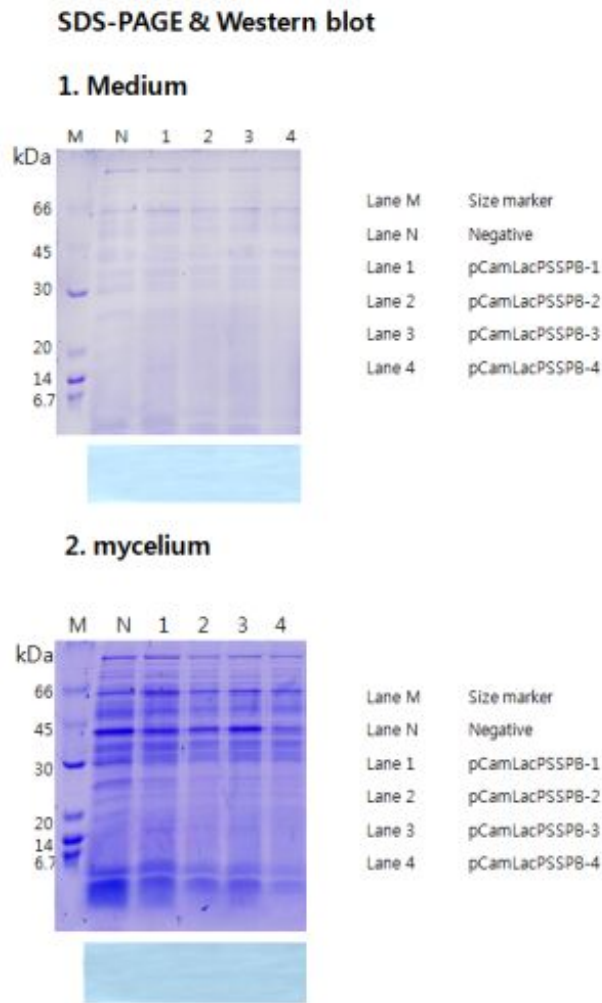 SDS-PAGE & Western blot
1. Medium
M N 1 2 3 4
kDa
66
45
30
20
14
6.7
Lane M Size marker
Lane N Negative
Lane 1 pCamLacPSSPB-1
Lane 2 pCamLacPSSPB-2
Lane 3 pCamLacPSSPB-3
Lane 4 pCamLacPSSPB-4
2. mycelium
M N 1 2 3 4
kDa
66
45
30
20
14
6.7
Lane M Size marker
Lane N Negative
Lane 1 pCamLacPSSPB-1
Lane 2 pCamLacPSSPB-2
Lane 3 pCamLacPSSPB-3
Lane 4 pCamLacPSSPB-4